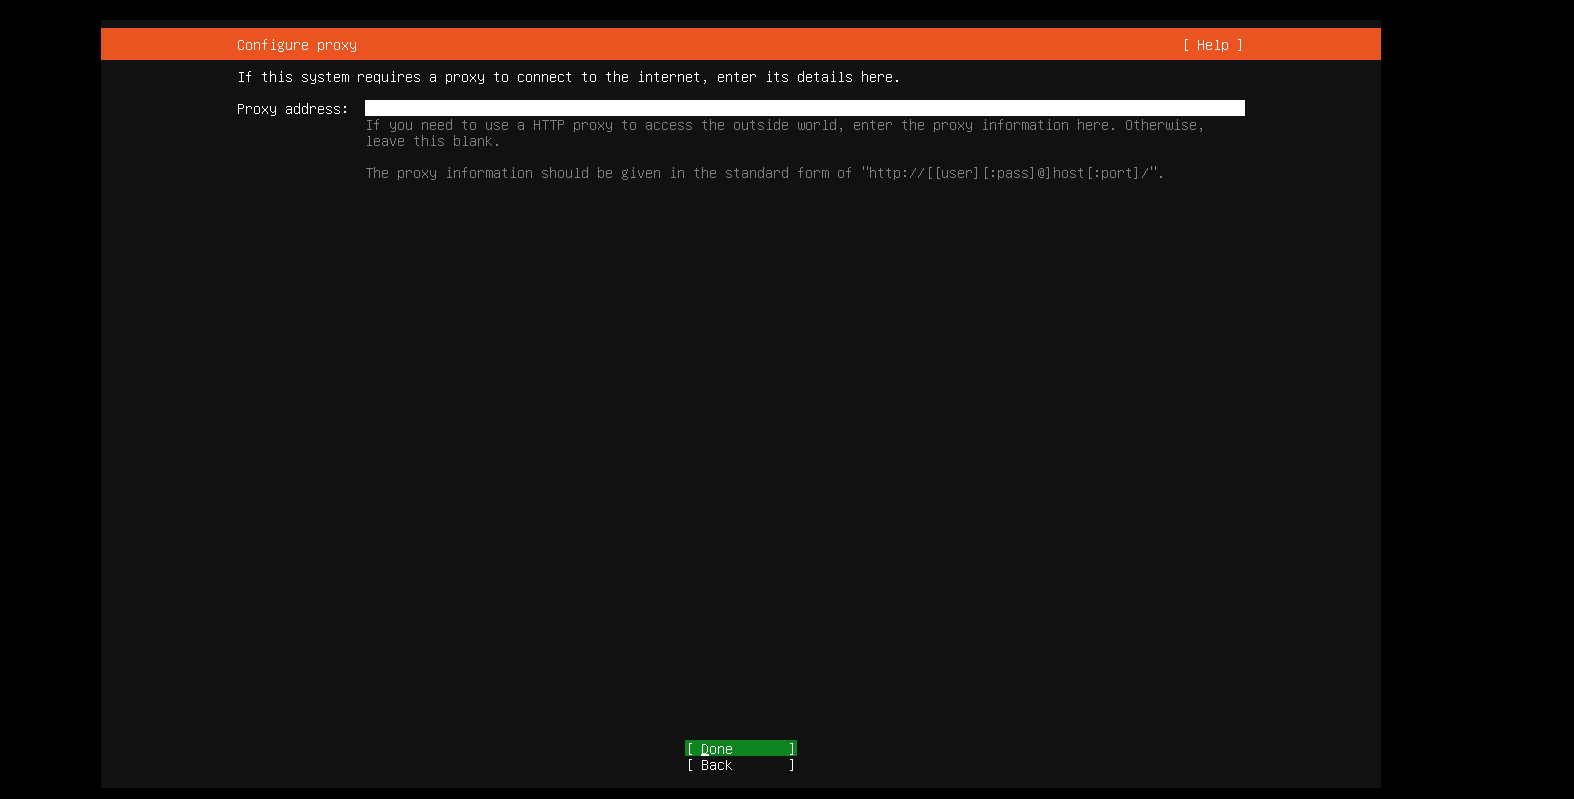 Configure proxy [ Help ]
If this system requires a proxy to connect to the internet, enter its details here.
Proxy address:
If you need to use a HTTP proxy to access the outside world, enter the proxy information here. Otherwise,
leave this blank.
The proxy information should be given in the standard form of "http://[[user][:pass]@]host[:port]/".
[ Done ]
[ Back ]